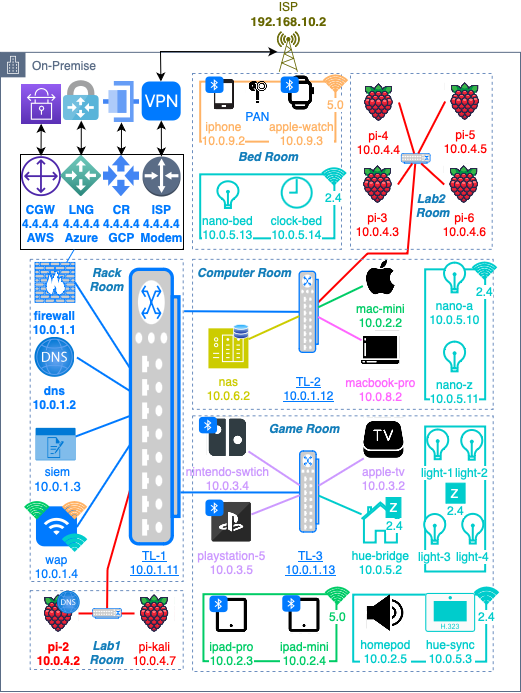 ISP
192.168.10.2
On-Premise
VPN
CGW
4.4.4.4
AWS
LNG
4.4.4.4
Azure
CR
4.4.4.4
GCP
ISP
4.4.4.4
Modem
5.0
PAN
iphone
10.0.9.2
apple-watch
10.0.9.3
Bed Room
2.4
nano-bed
10.0.5.13
clock-bed
10.0.5.14
pi-4
10.0.4.4
pi-5
10.0.4.5
pi-3
10.0.4.3
Lab2
Room
pi-6
10.0.4.6
Rack
Room
firewall
10.0.1.1
DNS
dns
10.0.1.2
siem
10.0.1.3
wap
10.0.1.4
TL-1
10.0.1.11
Computer Room
mac-mini
10.0.2.2
nas
10.0.6.2
TL-2
10.0.1.12
macbook-pro
10.0.8.2
2.4
nano-a
10.0.5.10
nano-z
10.0.5.11
Game Room
nintendo-swtich
10.0.3.4
TV
apple-tv
10.0.3.2
playstation-5
10.0.3.5
TL-3
10.0.1.13
Z
2.4
hue-bridge
10.0.5.2
light-1
light-2
Z
2.4
light-3
light-4
DNS
pi-2
10.0.4.2
Lab1
Room
pi-kali
10.0.4.7
5.0
ipad-pro
10.0.2.3
ipad-mini
10.0.2.4
homepod
10.0.2.5
H.323
2.4
hue-sync
10.0.5.3